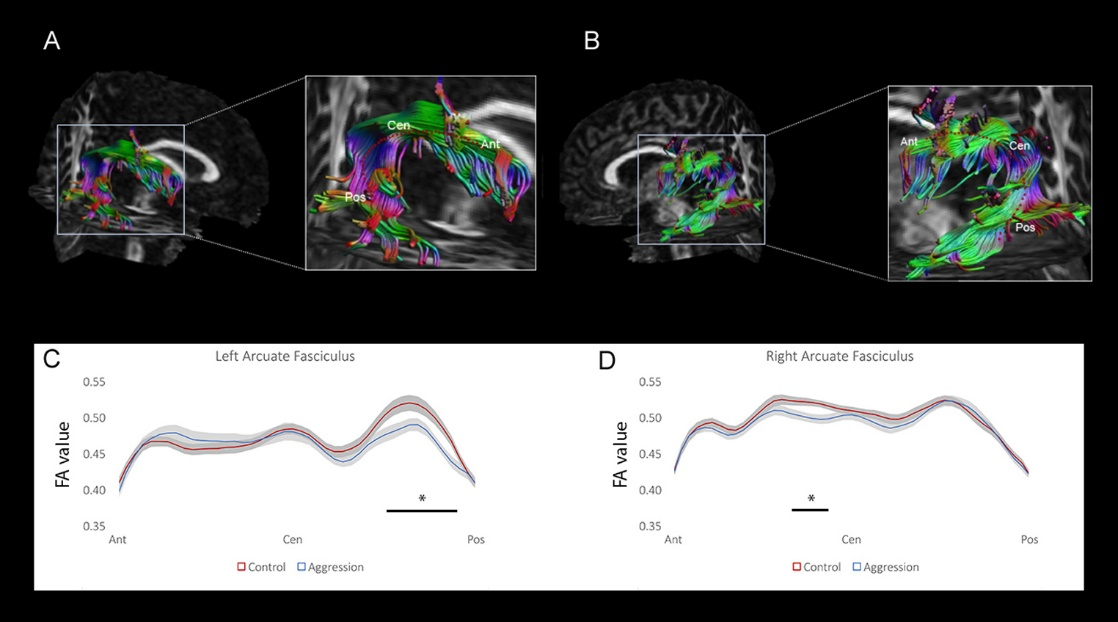 A
B
Cen
Ant
Pos
Ant
Cen
Pos
C
Left Arcuate Fasciculus
0.55
0.50
0.45
0.40
0.35
FA value
*
Ant
Cen
Pos
Control
Aggression
D
Right Arcuate Fasciculus
0.55
0.50
0.45
0.40
0.35
FA value
*
Ant
Cen
Pos
Control
Aggression